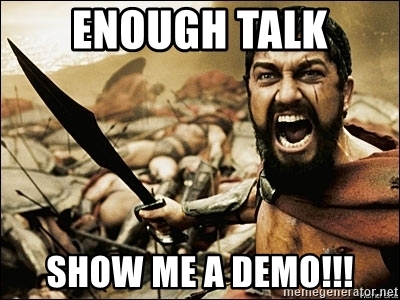 ENOUGH TALK
SHOW ME A DEMO!!!
memegenerator.net